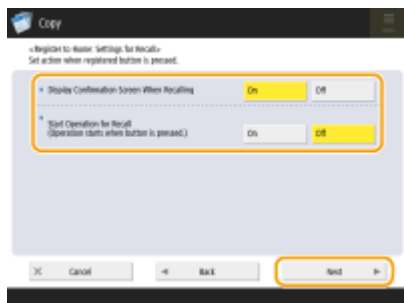 Copy
<Register to Home: Settings for Recall>
Set action when registered button is pressed.
Display Confirmation Screen When Recalling
On
Off
Start Operation for Recall
(Operation starts when button is pressed.)
On
Off
Cancel
Back
Next